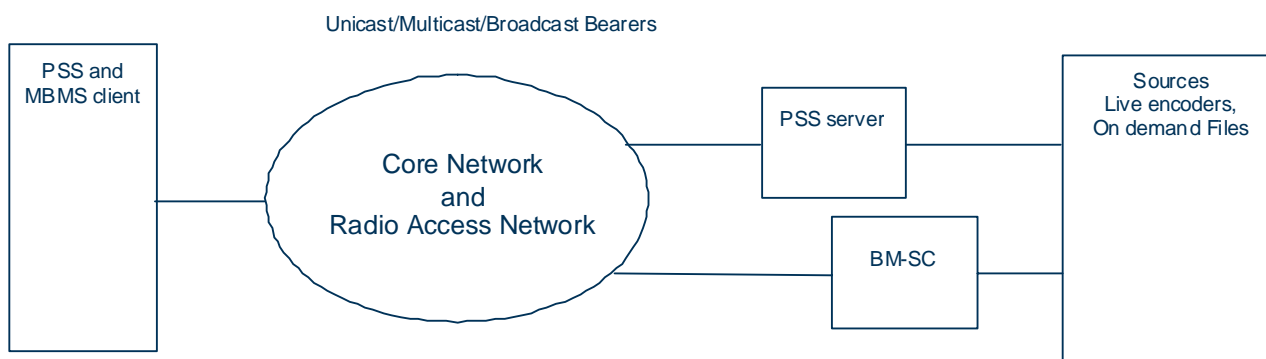 Unicast/Multicast/Broadcast Bearers
PSS and
MBMS client
Core Network
and
Radio Access Network
PSS server
BM-SC
Sources
Live encoders,
On demand Files